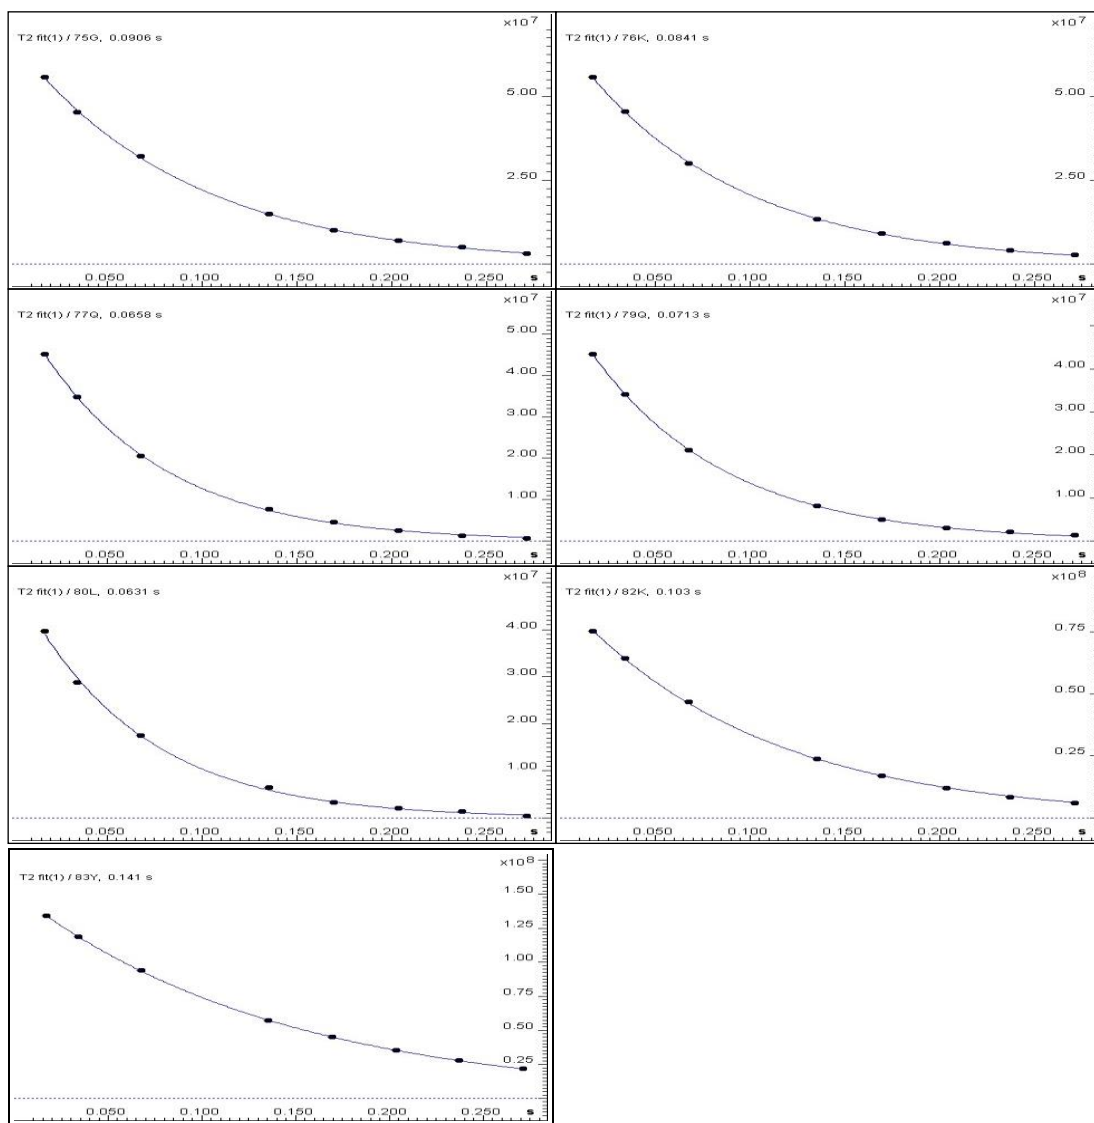 x10⁷
T2 fit(1) / 75G, 0.0906 s
5.00
2.50
0.050 0.100 0.150 0.200 0.250 s
x10⁷
T2 fit(1) / 76K, 0.0841 s
5.00
2.50
0.050 0.100 0.150 0.200 0.250 s
x10⁷
T2 fit(1) / 77Q, 0.0658 s
5.00
4.00
3.00
2.00
1.00
0.050 0.100 0.150 0.200 0.250 s
x10⁷
T2 fit(1) / 79Q, 0.0713 s
4.00
3.00
2.00
1.00
0.050 0.100 0.150 0.200 0.250 s
x10⁷
T2 fit(1) / 80L, 0.0631 s
4.00
3.00
2.00
1.00
0.050 0.100 0.150 0.200 0.250 s
x10⁸
T2 fit(1) / 82K, 0.103 s
0.75
0.50
0.25
0.050 0.100 0.150 0.200 0.250 s
x10⁸
T2 fit(1) / 83Y, 0.141 s
1.50
1.25
1.00
0.75
0.50
0.25
0.050 0.100 0.150 0.200 0.250 s